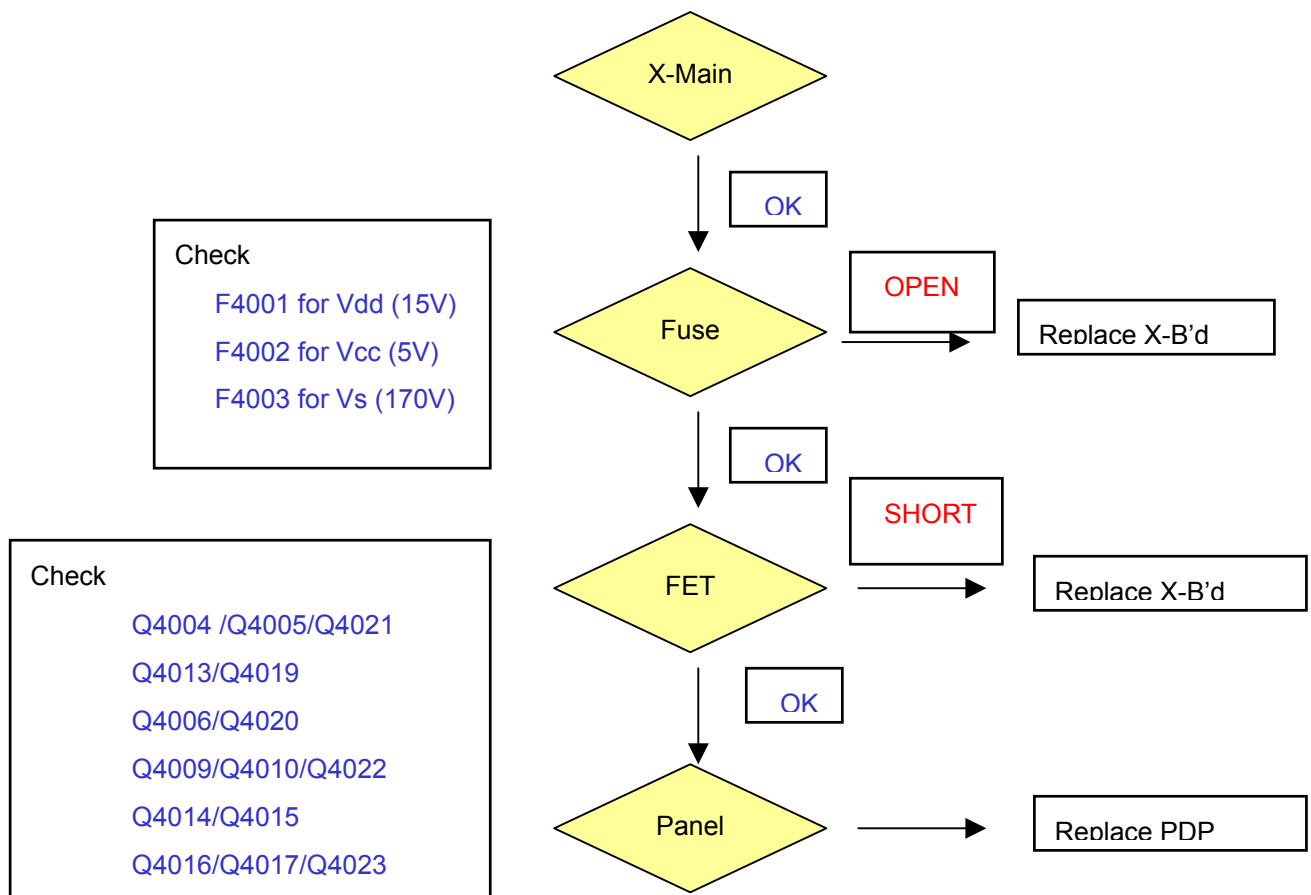 X-Main
OK
Check
F4001 for Vdd (15V)
F4002 for Vcc (5V)
F4003 for Vs (170V)
Fuse
OPEN
Replace X-B’d
OK
Check
Q4004 /Q4005/Q4021
Q4013/Q4019
Q4006/Q4020
Q4009/Q4010/Q4022
Q4014/Q4015
Q4016/Q4017/Q4023
FET
SHORT
Replace X-B’d
OK
Panel
Replace PDP